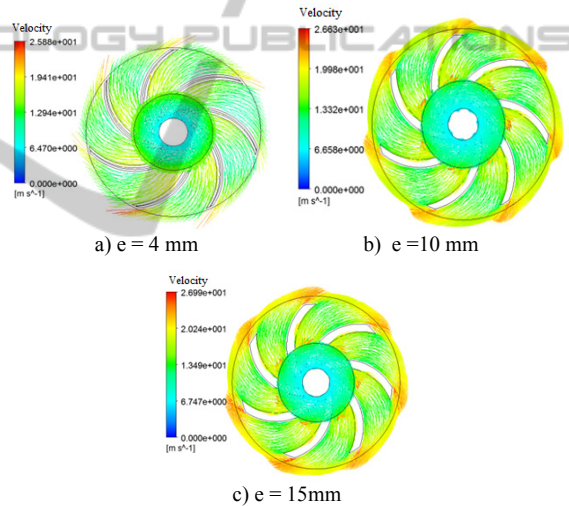 OLOGY PUBLICATIONS
Velocity
2.588e+001
1.941e+001
1.294e+001
6.470e+000
0.000e+000
[m s^-1]
a) e = 4 mm
Velocity
2.663e+001
1.998e+001
1.332e+001
6.658e+000
0.000e+000
[m s^-1]
b) e =10 mm
Velocity
2.699e+001
2.024e+001
1.349e+001
6.747e+000
0.000e+000
[m s^-1]
c) e = 15mm